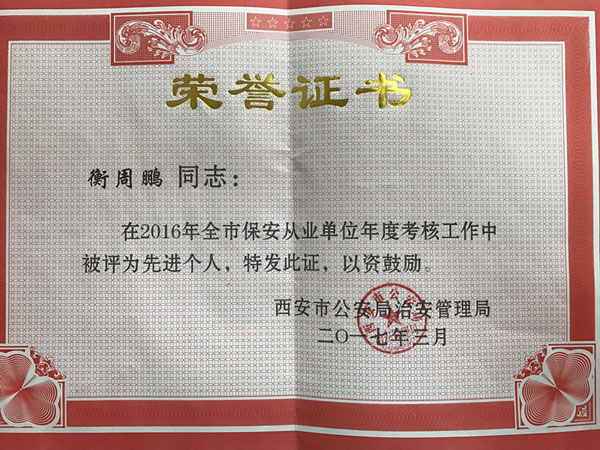 荣誉证书
衡周鹏 同志：
在2016年全市保安从业单位年度考核工作中
被评为先进个人，特发此证，以资鼓励。
西安市公安局治安管理局
二〇一七年三月